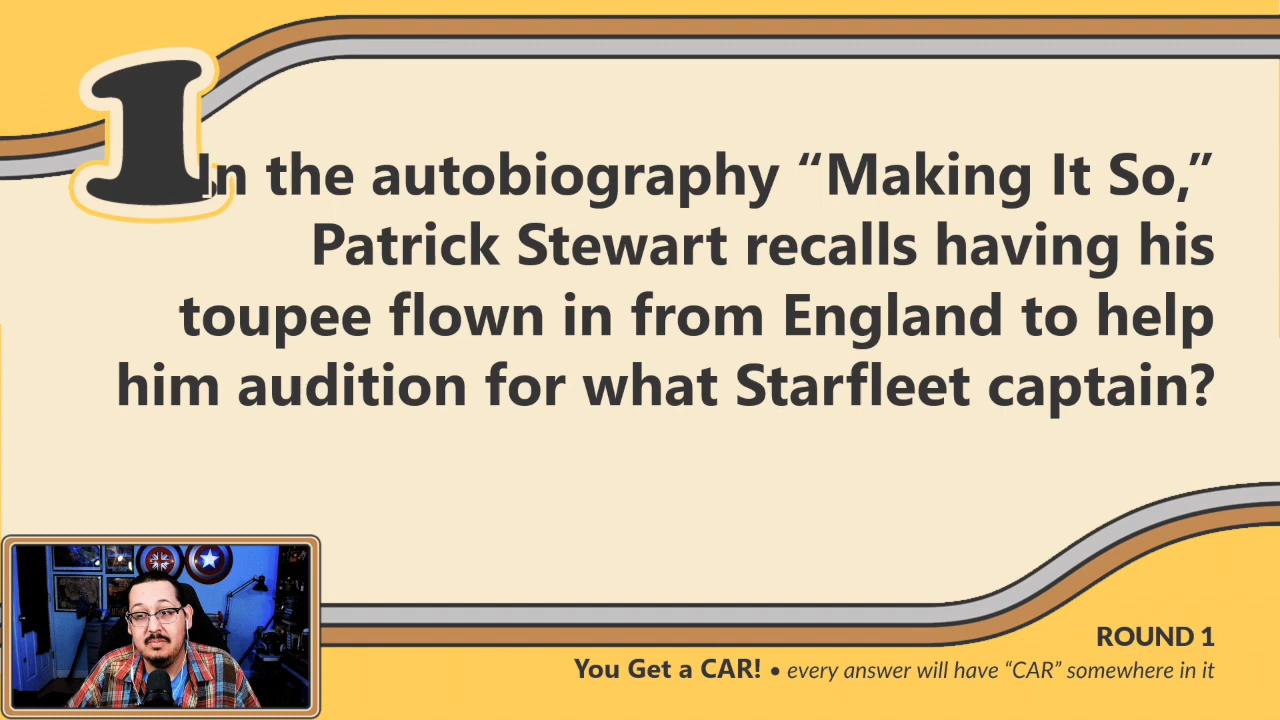 1
In the autobiography “Making It So,”
Patrick Stewart recalls having his
toupee flown in from England to help
him audition for what Starfleet captain?
ROUND 1
You Get a CAR! • every answer will have “CAR” somewhere in it